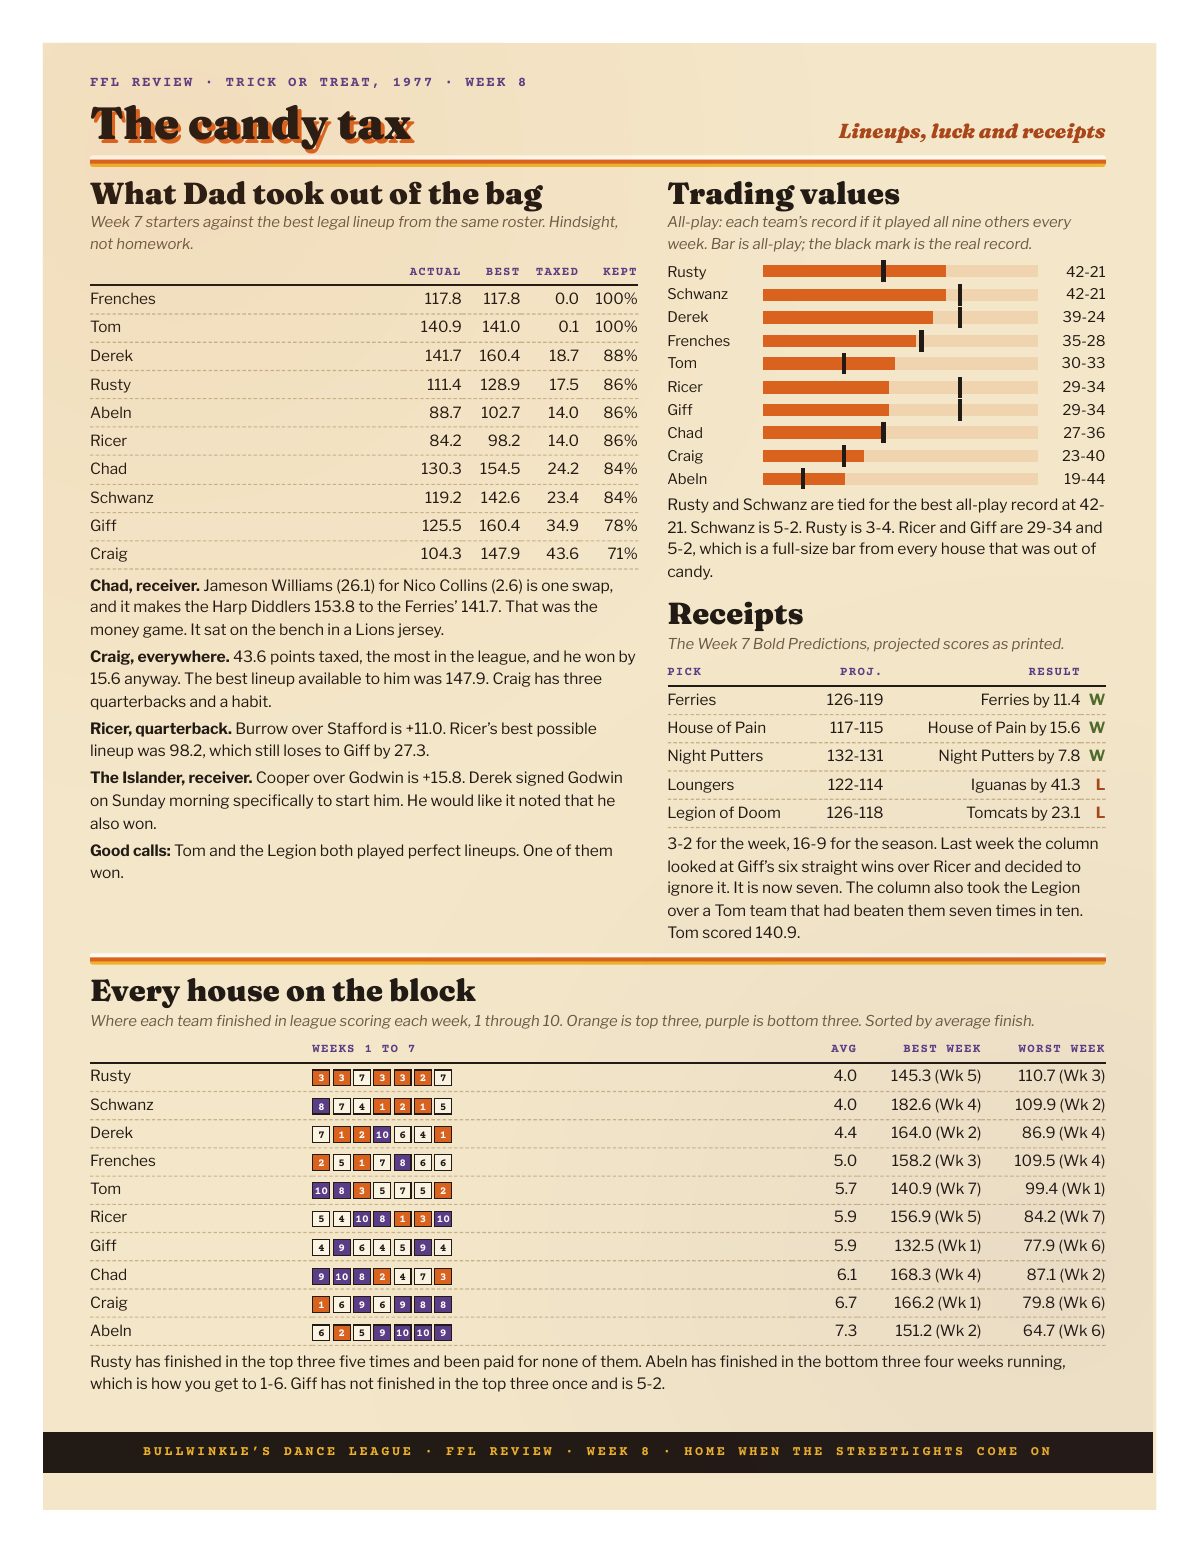 FFL REVIEW · TRICK OR TREAT, 1977 · WEEK 8
The candy tax
Lineups, luck and receipts
What Dad took out of the bag
Week 7 starters against the best legal lineup from the same roster. Hindsight,
not homework.
ACTUAL BEST TAXED KEPT
Frenches 117.8 117.8 0.0 100%
Tom 140.9 141.0 0.1 100%
Derek 141.7 160.4 18.7 88%
Rusty 111.4 128.9 17.5 86%
Abeln 88.7 102.7 14.0 86%
Ricer 84.2 98.2 14.0 86%
Chad 130.3 154.5 24.2 84%
Schwanz 119.2 142.6 23.4 84%
Giff 125.5 160.4 34.9 78%
Craig 104.3 147.9 43.6 71%
Chad, receiver. Jameson Williams (26.1) for Nico Collins (2.6) is one swap,
and it makes the Harp Diddlers 153.8 to the Ferries’ 141.7. That was the
money game. It sat on the bench in a Lions jersey.
Craig, everywhere. 43.6 points taxed, the most in the league, and he won by
15.6 anyway. The best lineup available to him was 147.9. Craig has three
quarterbacks and a habit.
Ricer, quarterback. Burrow over Stafford is +11.0. Ricer’s best possible
lineup was 98.2, which still loses to Giff by 27.3.
The Islander, receiver. Cooper over Godwin is +15.8. Derek signed Godwin
on Sunday morning specifically to start him. He would like it noted that he
also won.
Good calls: Tom and the Legion both played perfect lineups. One of them
won.
Trading values
All-play: each team’s record if it played all nine others every
week. Bar is all-play; the black mark is the real record.
Rusty 42-21
Schwanz 42-21
Derek 39-24
Frenches 35-28
Tom 30-33
Ricer 29-34
Giff 29-34
Chad 27-36
Craig 23-40
Abeln 19-44
Rusty and Schwanz are tied for the best all-play record at 42-
21. Schwanz is 5-2. Rusty is 3-4. Ricer and Giff are 29-34 and
5-2, which is a full-size bar from every house that was out of
candy.
Receipts
The Week 7 Bold Predictions, projected scores as printed.
PICK PROJ. RESULT
Ferries 126-119 Ferries by 11.4 W
House of Pain 117-115 House of Pain by 15.6 W
Night Putters 132-131 Night Putters by 7.8 W
Loungers 122-114 Iguanas by 41.3 L
Legion of Doom 126-118 Tomcats by 23.1 L
3-2 for the week, 16-9 for the season. Last week the column
looked at Giff’s six straight wins over Ricer and decided to
ignore it. It is now seven. The column also took the Legion
over a Tom team that had beaten them seven times in ten.
Tom scored 140.9.
Every house on the block
Where each team finished in league scoring each week, 1 through 10. Orange is top three, purple is bottom three. Sorted by average finish.
WEEKS 1 TO 7 AVG BEST WEEK WORST WEEK
Rusty 3 3 7 3 3 2 7 4.0 145.3 (Wk 5) 110.7 (Wk 3)
Schwanz 8 7 4 1 2 1 5 4.0 182.6 (Wk 4) 109.9 (Wk 2)
Derek 7 1 2 10 6 4 1 4.4 164.0 (Wk 2) 86.9 (Wk 4)
Frenches 2 5 1 7 8 6 6 5.0 158.2 (Wk 3) 109.5 (Wk 4)
Tom 10 8 3 5 7 5 2 5.7 140.9 (Wk 7) 99.4 (Wk 1)
Ricer 5 4 10 8 1 3 10 5.9 156.9 (Wk 5) 84.2 (Wk 7)
Giff 4 9 6 4 5 9 4 5.9 132.5 (Wk 1) 77.9 (Wk 6)
Chad 9 10 8 2 4 7 3 6.1 168.3 (Wk 4) 87.1 (Wk 2)
Craig 1 6 9 6 9 8 8 6.7 166.2 (Wk 1) 79.8 (Wk 6)
Abeln 6 2 5 9 10 10 9 7.3 151.2 (Wk 2) 64.7 (Wk 6)
Rusty has finished in the top three five times and been paid for none of them. Abeln has finished in the bottom three four weeks running,
which is how you get to 1-6. Giff has not finished in the top three once and is 5-2.
BULLWINKLE’S DANCE LEAGUE · FFL REVIEW · WEEK 8 · HOME WHEN THE STREETLIGHTS COME ON